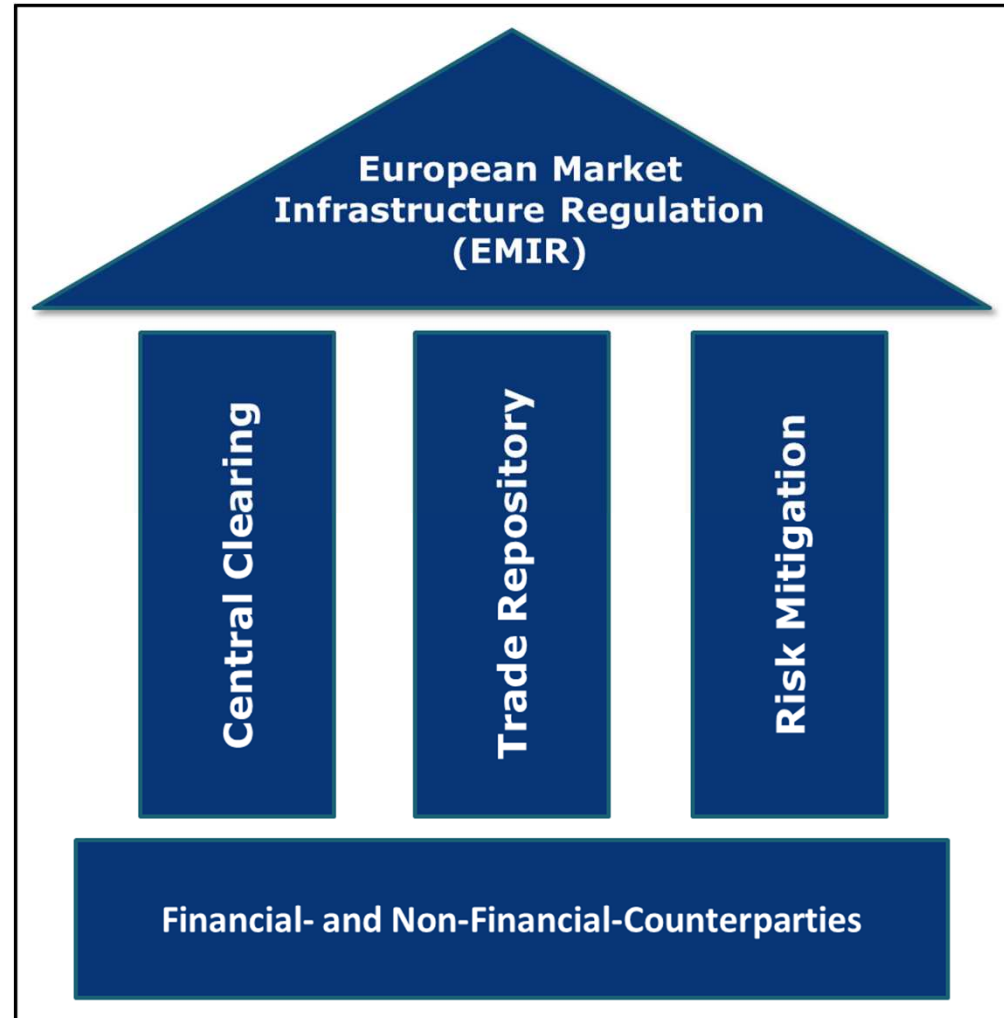 European Market
Infrastructure Regulation
(EMIR)
Central Clearing
Trade Repository
Risk Mitigation
Financial- and Non-Financial-Counterparties